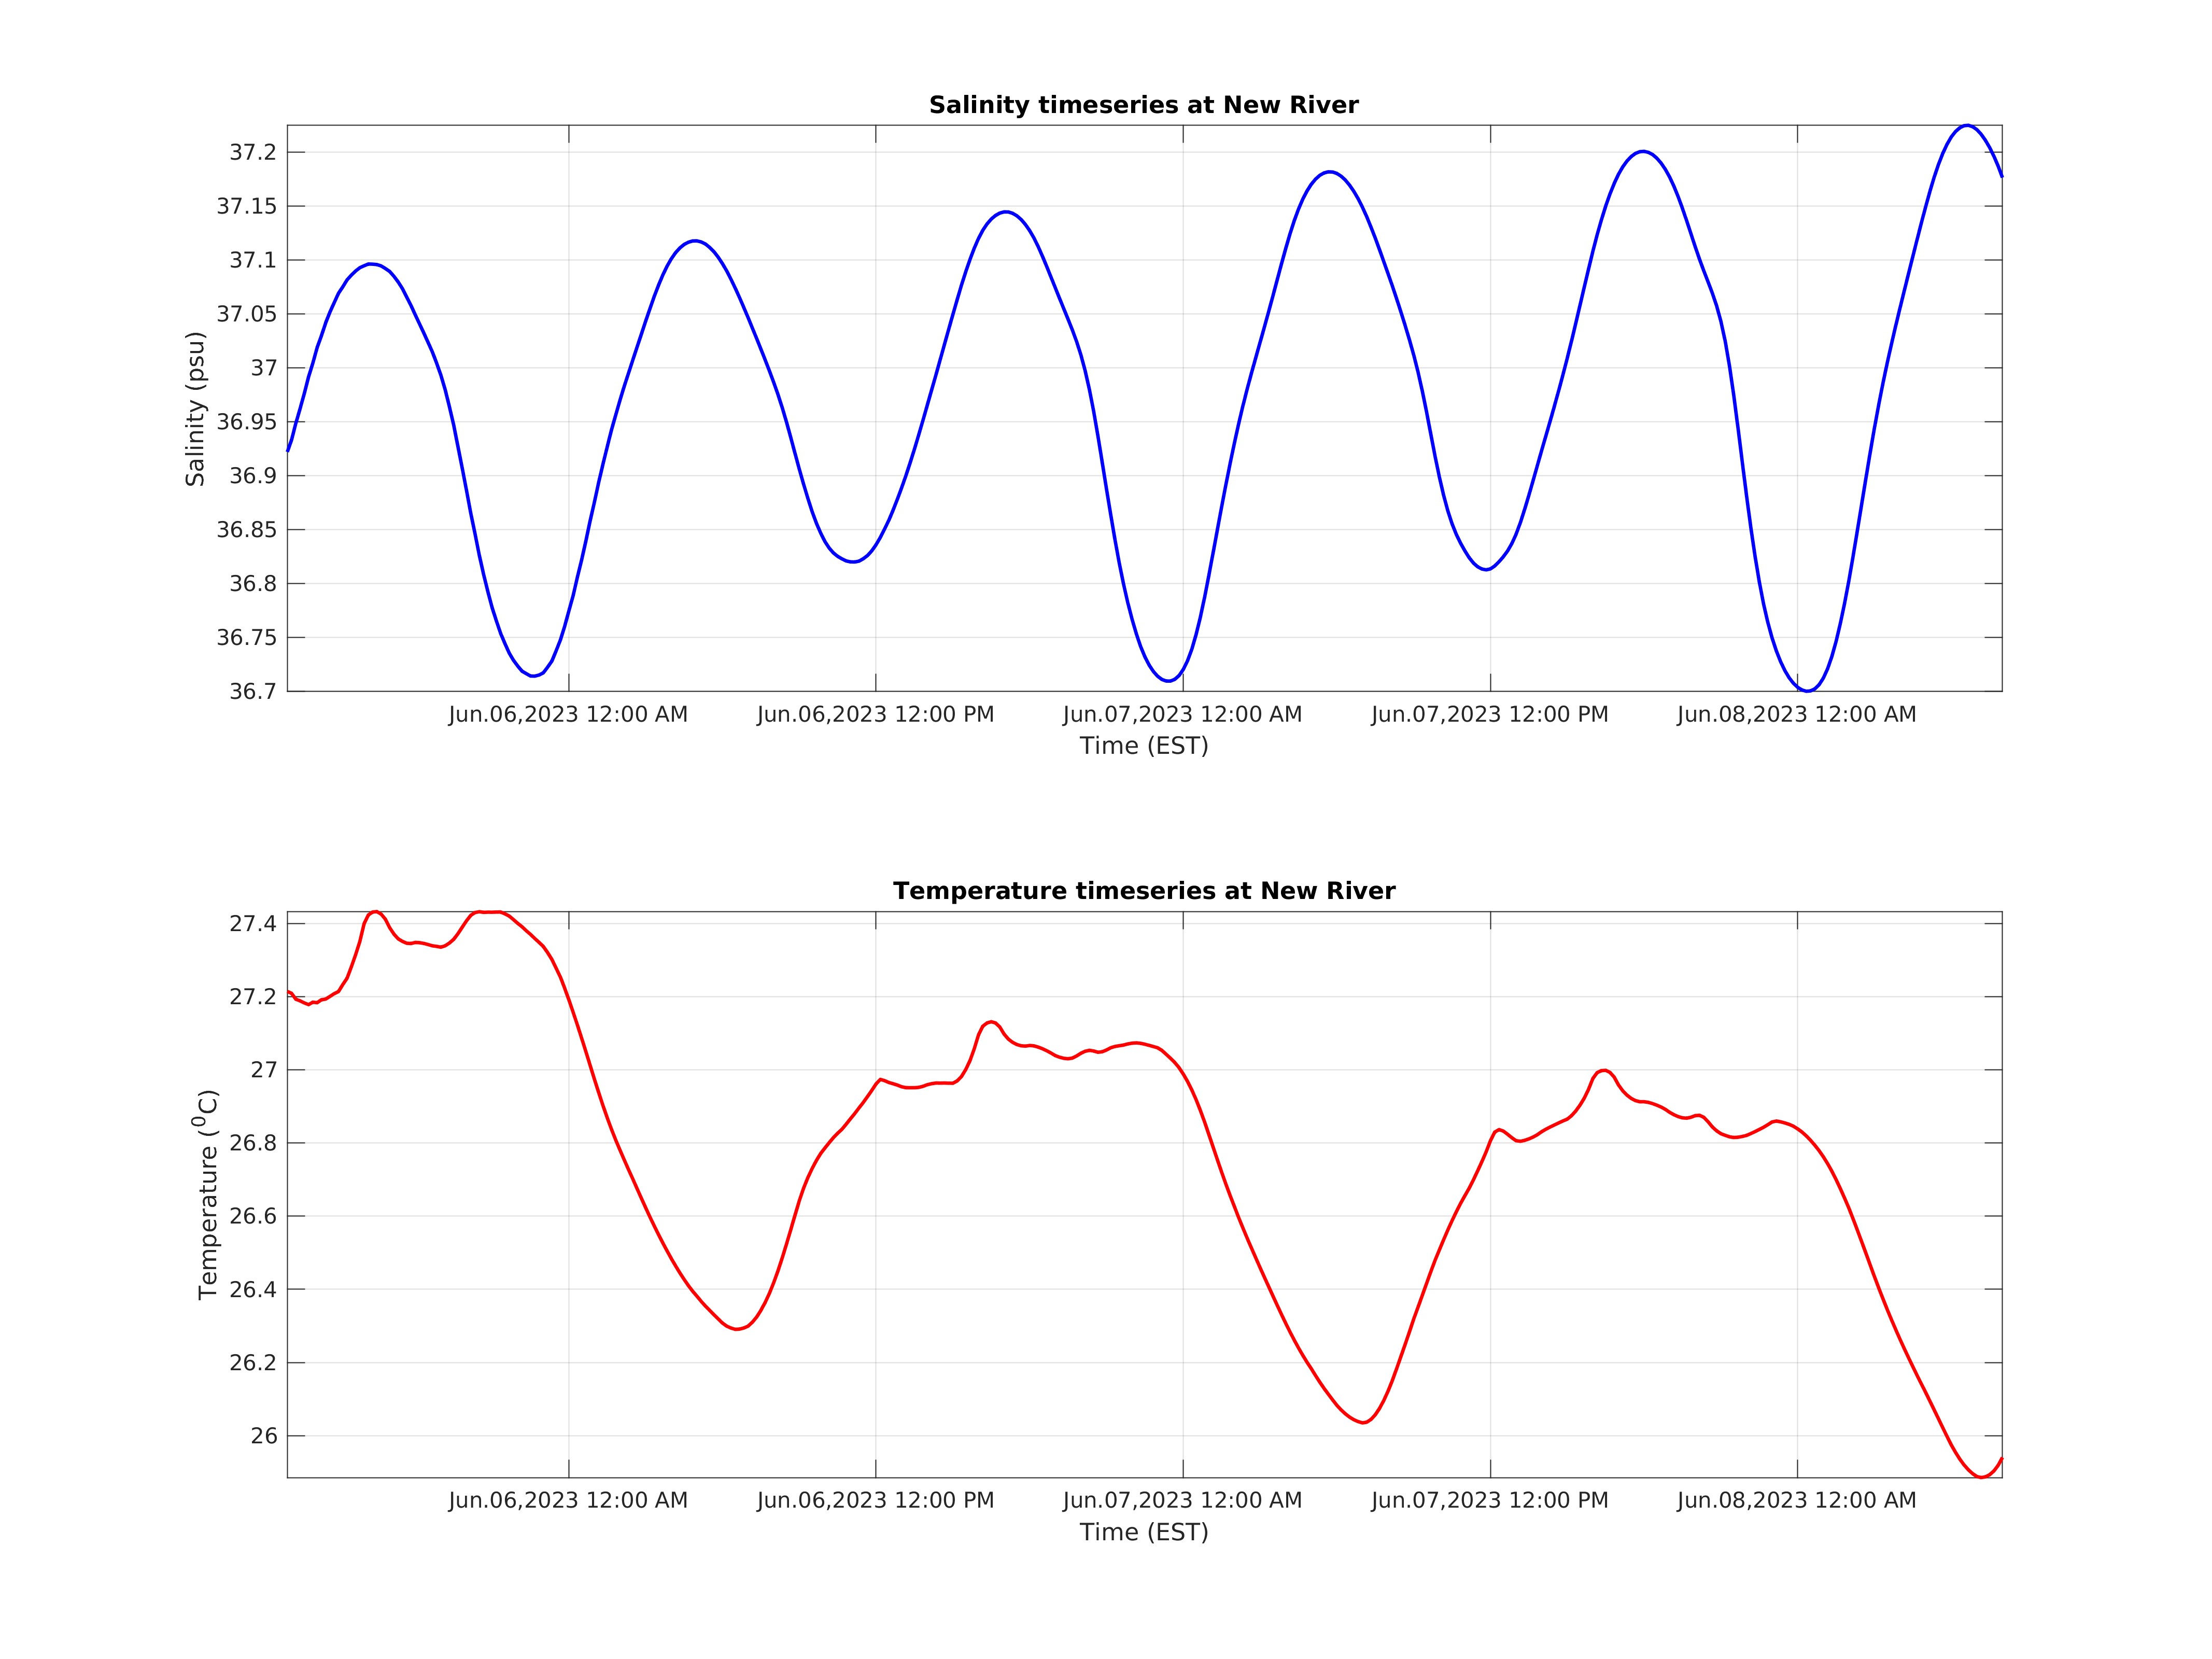 Salinity timeseries at New River
37.2
37.15
37.1
37.05
37
36.95
36.9
36.85
36.8
36.75
36.7
Salinity (psu)
Jun.06,2023 12:00 AM Jun.06,2023 12:00 PM Jun.07,2023 12:00 AM Jun.07,2023 12:00 PM Jun.08,2023 12:00 AM
Time (EST)
Temperature timeseries at New River
27.4
27.2
27
26.8
26.6
26.4
26.2
26
Temperature (⁰C)
Jun.06,2023 12:00 AM Jun.06,2023 12:00 PM Jun.07,2023 12:00 AM Jun.07,2023 12:00 PM Jun.08,2023 12:00 AM
Time (EST)